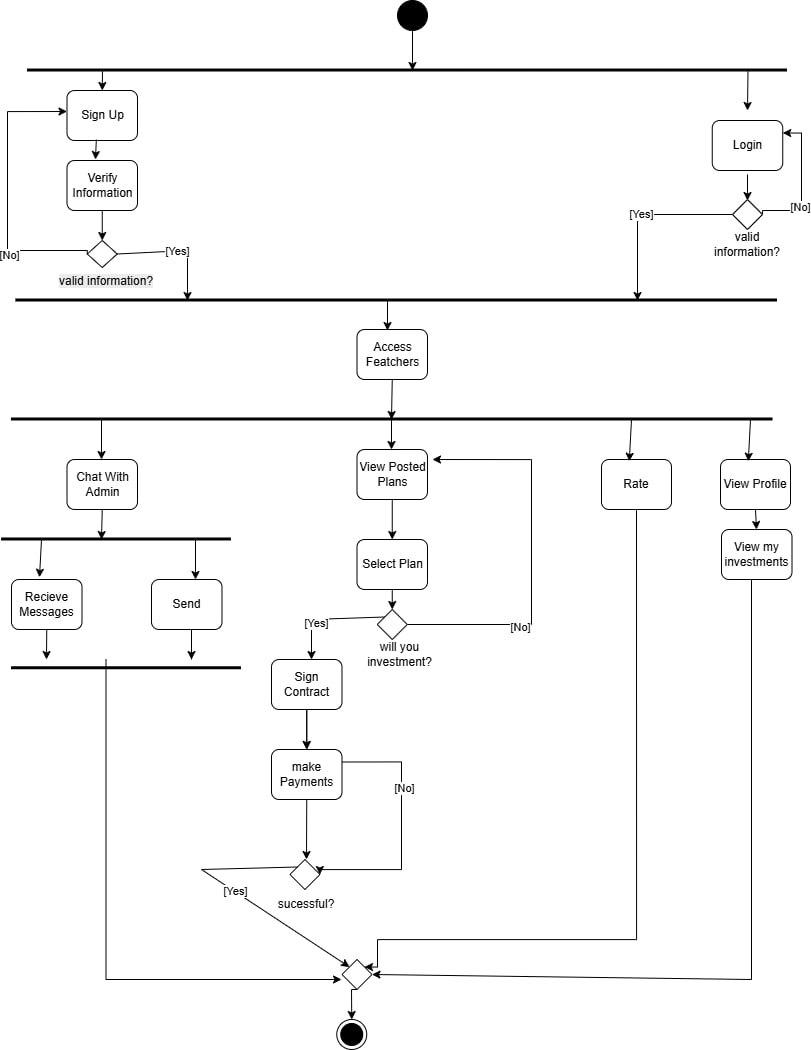 Sign Up
Login
Verify
Information
[Yes]
[No]
valid
information?
[No]
[Yes]
valid information?
Access
Featchers
Chat With
Admin
View Posted
Plans
Rate
View Profile
View my
investments
Select Plan
Recieve
Messages
Send
[Yes]
[No]
will you
investment?
Sign
Contract
make
Payments
[No]
[Yes]
sucessful?